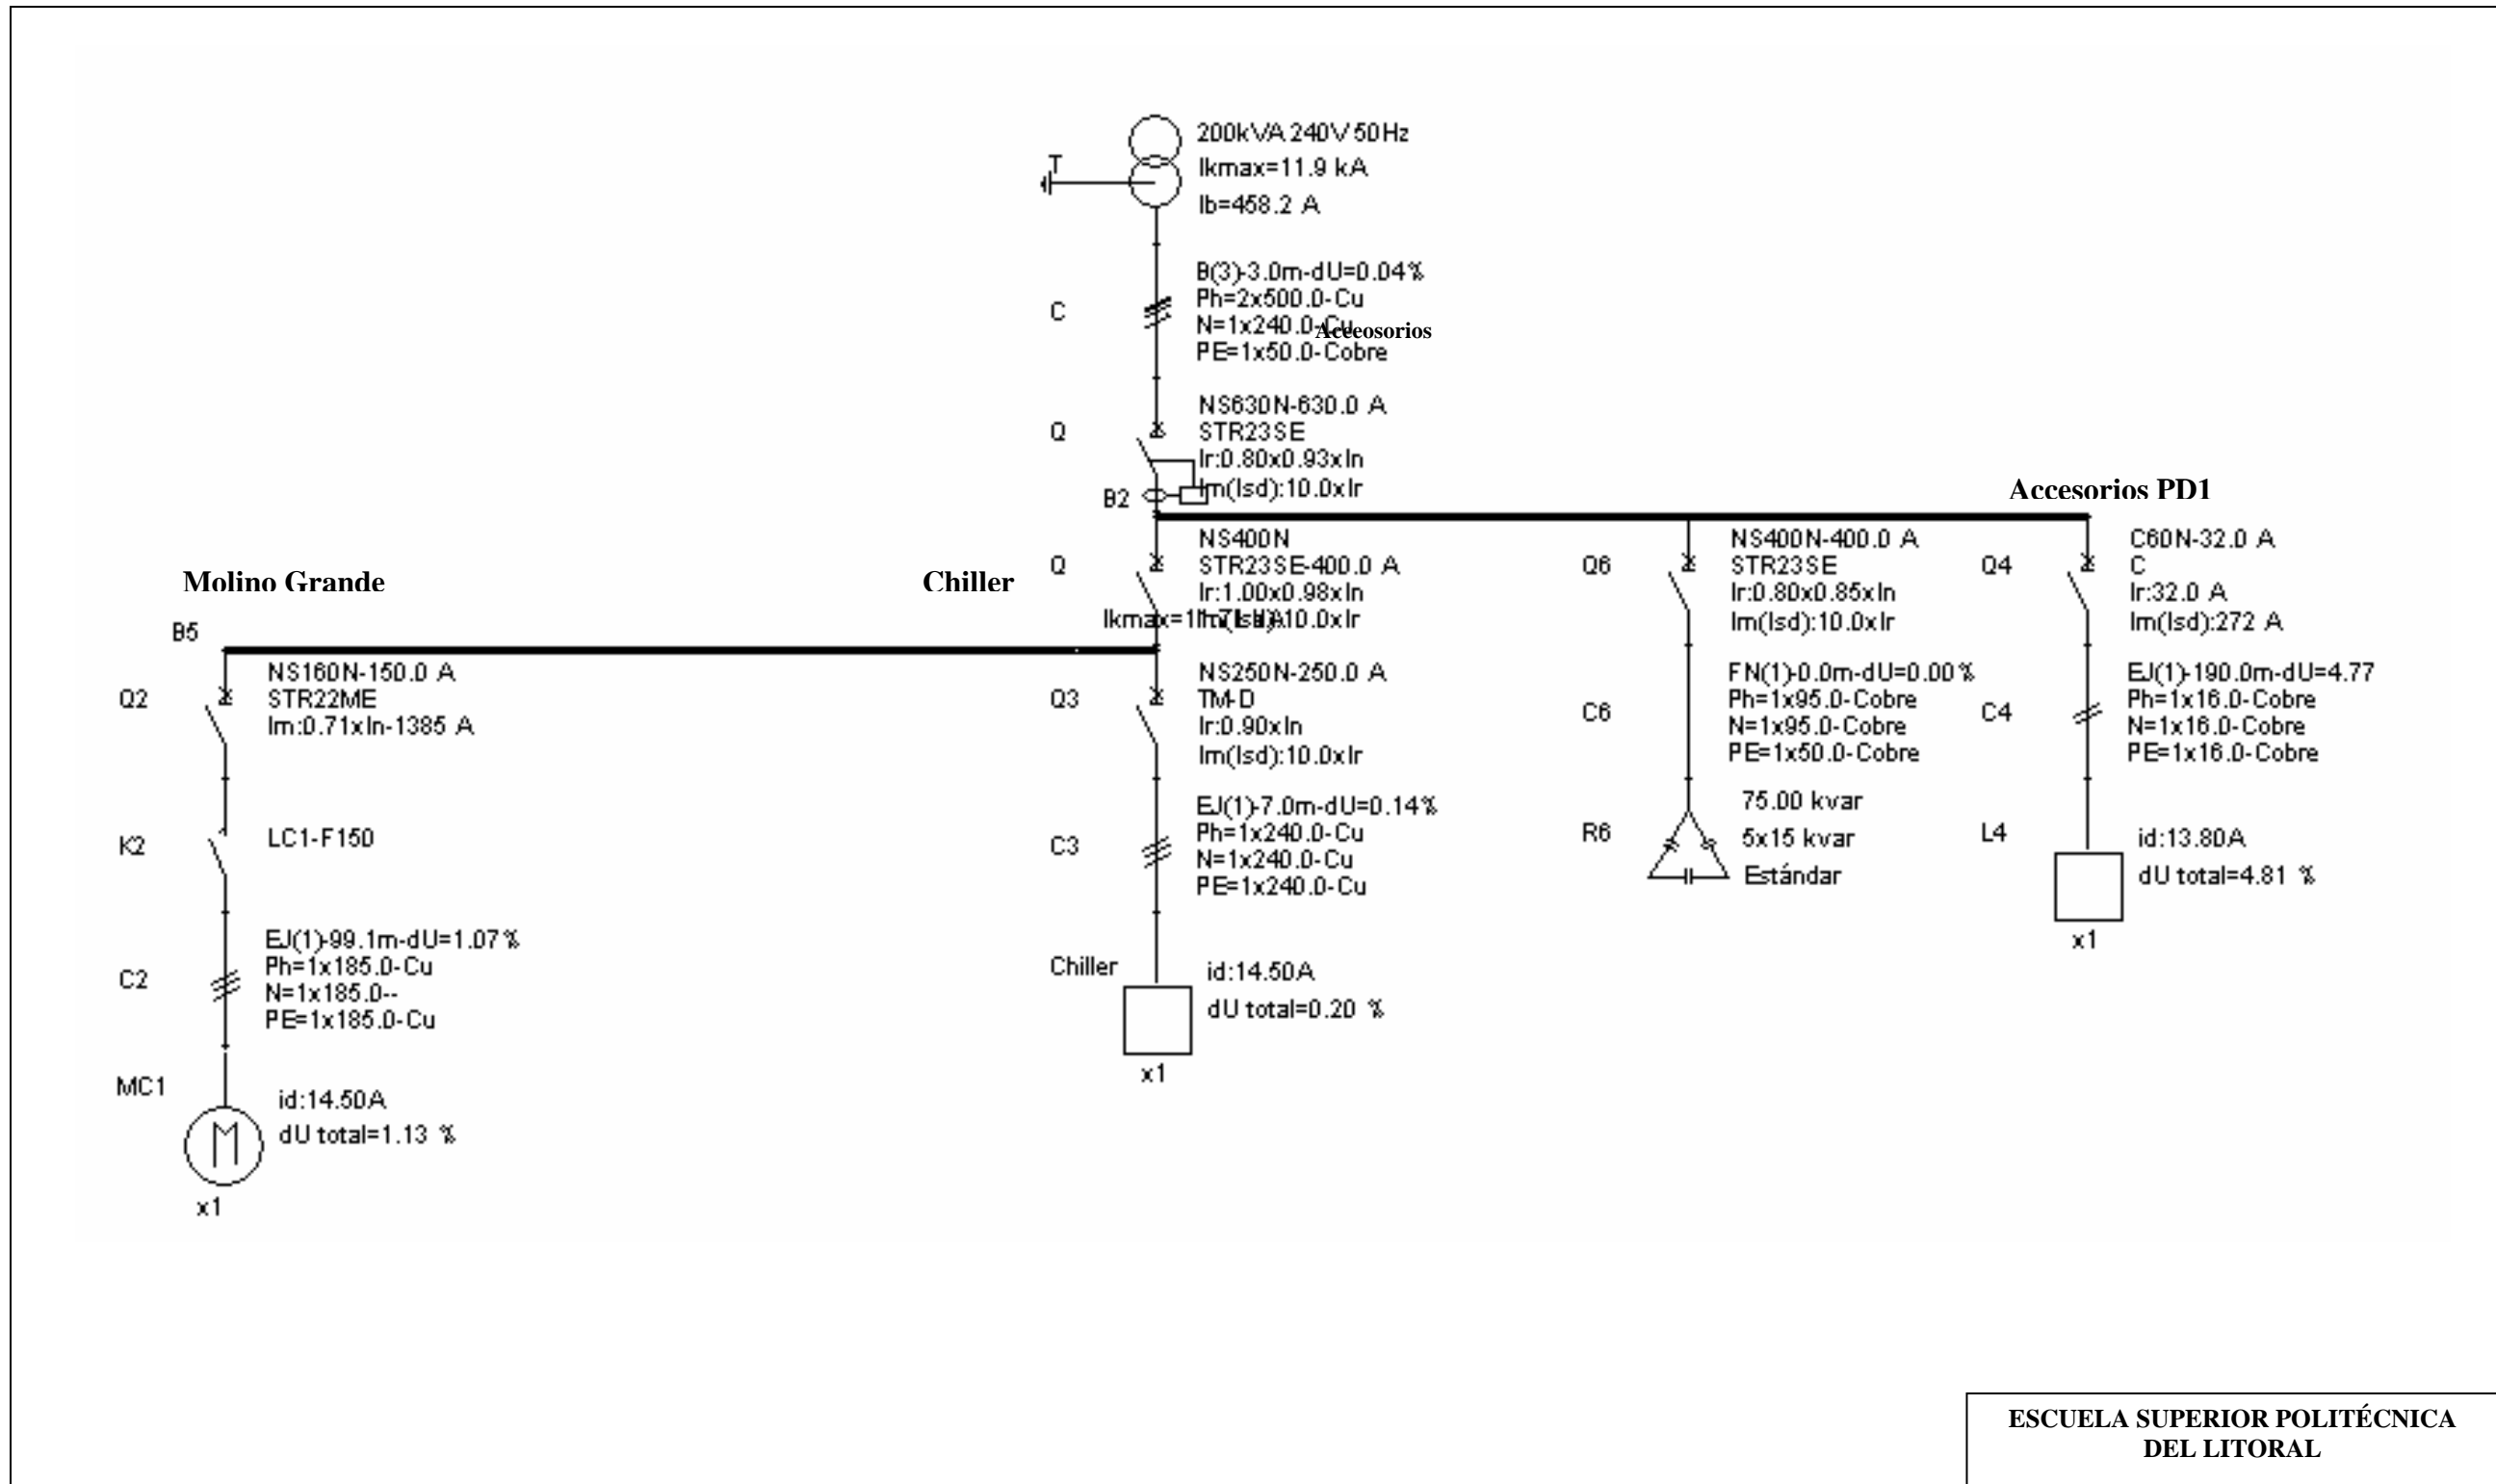 200kVA 240V 50Hz
T
Ikmax=11.9 kA
Ib=458.2 A
B(3)-3.0m-dU=0.04%
Ph=2x500.0-Cu
C
N=1x240.0-Cu
Acceosorios
PE=1x50.0-Cobre
NS630N-630.0 A
Q
STR23SE
Ir:0.80x0.93xIn
Im(Isd):10.0xIr
B2
Accesorios PD1
NS400N
Q
STR23SE-400.0 A
Ir:1.00x0.98xIn
Im(Isd):10.0xIr
NS400N-400.0 A
Q6
STR23SE
Ir:0.80x0.85xIn
Im(Isd):10.0xIr
C60N-32.0 A
Q4
C
Ir:32.0 A
Im(Isd):272 A
Molino Grande
Chiller
B5
NS160N-150.0 A
Q2
STR22ME
Im:0.71xIn-1385 A
NS250N-250.0 A
Q3
TM-D
Ir:0.90xIn
Im(Isd):10.0xIr
FN(1)-0.0m-dU=0.00%
Ph=1x95.0-Cobre
C6
N=1x95.0-Cobre
PE=1x50.0-Cobre
EJ(1)-190.0m-dU=4.77
Ph=1x16.0-Cobre
C4
N=1x16.0-Cobre
PE=1x16.0-Cobre
K2
LC1-F150
EJ(1)-7.0m-dU=0.14%
Ph=1x240.0-Cu
C3
N=1x240.0-Cu
PE=1x240.0-Cu
75.00 kvar
R6
5x15 kvar
Estándar
L4
id:13.80A
dU total=4.81 %
x1
EJ(1)-99.1m-dU=1.07%
Ph=1x185.0-Cu
C2
N=1x185.0--
PE=1x185.0-Cu
Chiller
id:14.50A
dU total=0.20 %
x1
MC1
id:14.50A
dU total=1.13 %
M
x1
ESCUELA SUPERIOR POLITÉCNICA
DEL LITORAL